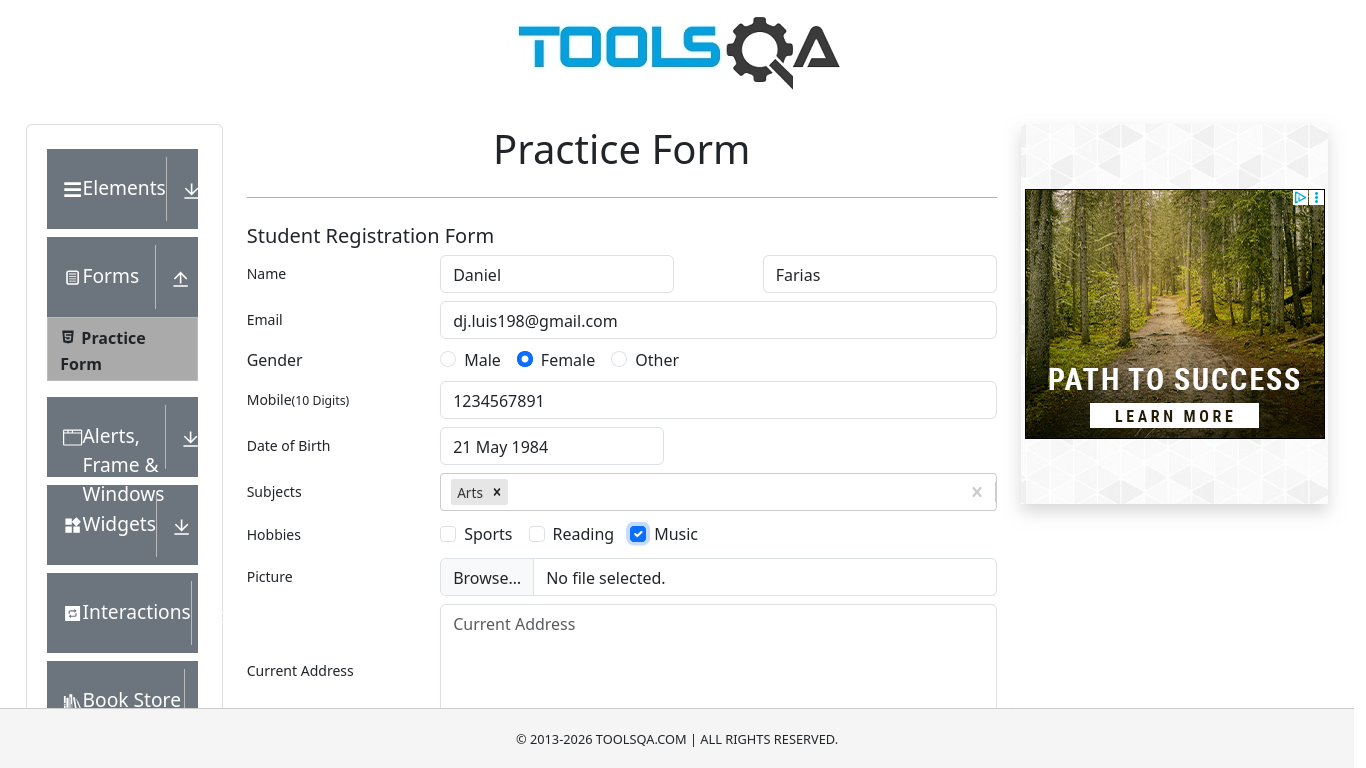 TOOLSQA
Practice Form
Elements
Forms
Practice
Form
Alerts,
Frame &
Windows
Widgets
Interactions
Book Store
Student Registration Form
Name
Daniel
Farias
Email
dj.luis198@gmail.com
Gender
Male
Female
Other
Mobile(10 Digits)
1234567891
Date of Birth
21 May 1984
Subjects
Arts
Hobbies
Sports
Reading
Music
Picture
Browse...
No file selected.
Current Address
Current Address
PATH TO SUCCESS
LEARN MORE
© 2013-2026 TOOLSQA.COM | ALL RIGHTS RESERVED.